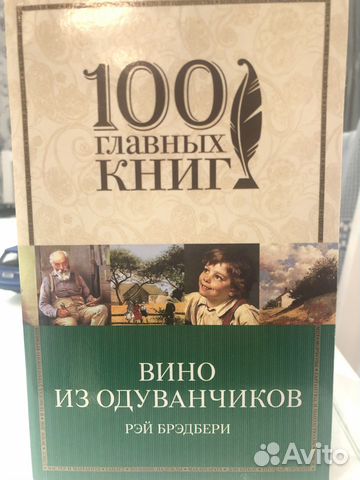 100
ГЛАВНЫХ
КНИГ
ВИНО
ИЗ ОДУВАНЧИКОВ
РЭЙ БРЭДБЕРИ
Avito